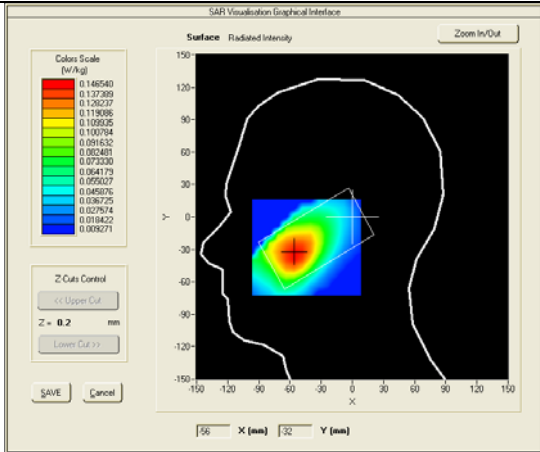 SAR Visualisation Graphical Interface
Surface Radiated Intensity
Zoom In/Out
Colors Scale
(W/kg)
0.146540
0.137389
0.128237
0.119086
0.109935
0.100784
0.091632
0.082481
0.073330
0.064179
0.055027
0.045876
0.036725
0.027574
0.018422
0.009271
Z Cuts Control
<< Upper Cut
Z = 0.2 mm
Lower Cut >>
SAVE Cancel
150
120
90
60
30
0
-30
-60
-90
-120
-150
Y
-150 -120 -90 -60 -30 0 30 60 90 120 150
X
-56 X (mm) -32 Y (mm)